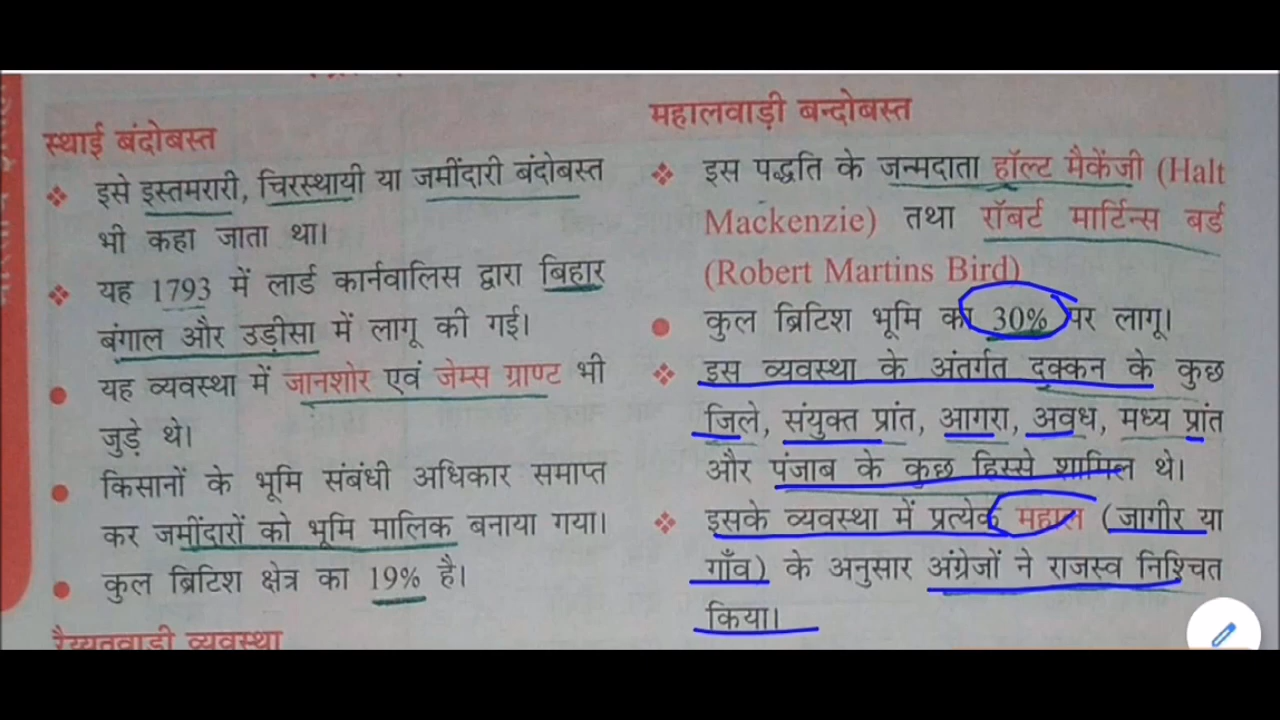 स्थाई बंदोबस्त
❖ इसे इस्तमरारी, चिरस्थायी या जमींदारी बंदोबस्त
भी कहा जाता था।
❖ यह 1793 में लार्ड कार्नवालिस द्वारा बिहार
बंगाल और उड़ीसा में लागू की गई।
● यह व्यवस्था में जानशोर एवं जेम्स ग्राण्ट भी
जुड़े थे।
● किसानों के भूमि संबंधी अधिकार समाप्त
कर जमींदारों को भूमि मालिक बनाया गया।
● कुल ब्रिटिश क्षेत्र का 19% है।
रैय्यतवाड़ी व्यवस्था
महालवाड़ी बन्दोबस्त
❖ इस पद्धति के जन्मदाता हॉल्ट मैकेंजी (Halt
Mackenzie) तथा रॉबर्ट मार्टिन्स बर्ड
(Robert Martins Bird)
● कुल ब्रिटिश भूमि का 30% पर लागू।
❖ इस व्यवस्था के अंतर्गत दक्कन के कुछ
जिले, संयुक्त प्रांत, आगरा, अवध, मध्य प्रांत
और पंजाब के कुछ हिस्से शामिल थे।
❖ इसके व्यवस्था में प्रत्येक महाल (जागीर या
गाँव) के अनुसार अंग्रेजों ने राजस्व निश्चित
किया।